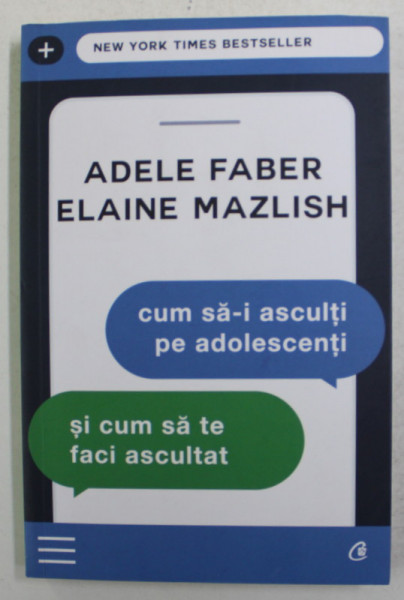 NEW YORK TIMES BESTSELLER
ADELE FABER
ELAINE MAZLISH
cum să-i asculți
pe adolescenți
și cum să te
faci ascultat